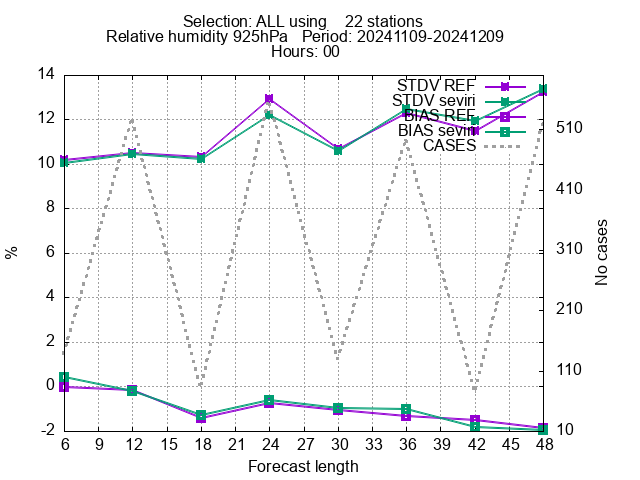 Selection: ALL using 22 stations
Relative humidity 925hPa Period: 20241109-20241209
Hours: 00
14
12
10
8
6
4
2
0
-2
%
STDV REF
STDV seviri
BIAS REF
BIAS seviri
CASES
510
410
310
210
110
10
No cases
6 9 12 15 18 21 24 27 30 33 36 39 42 45 48
Forecast length